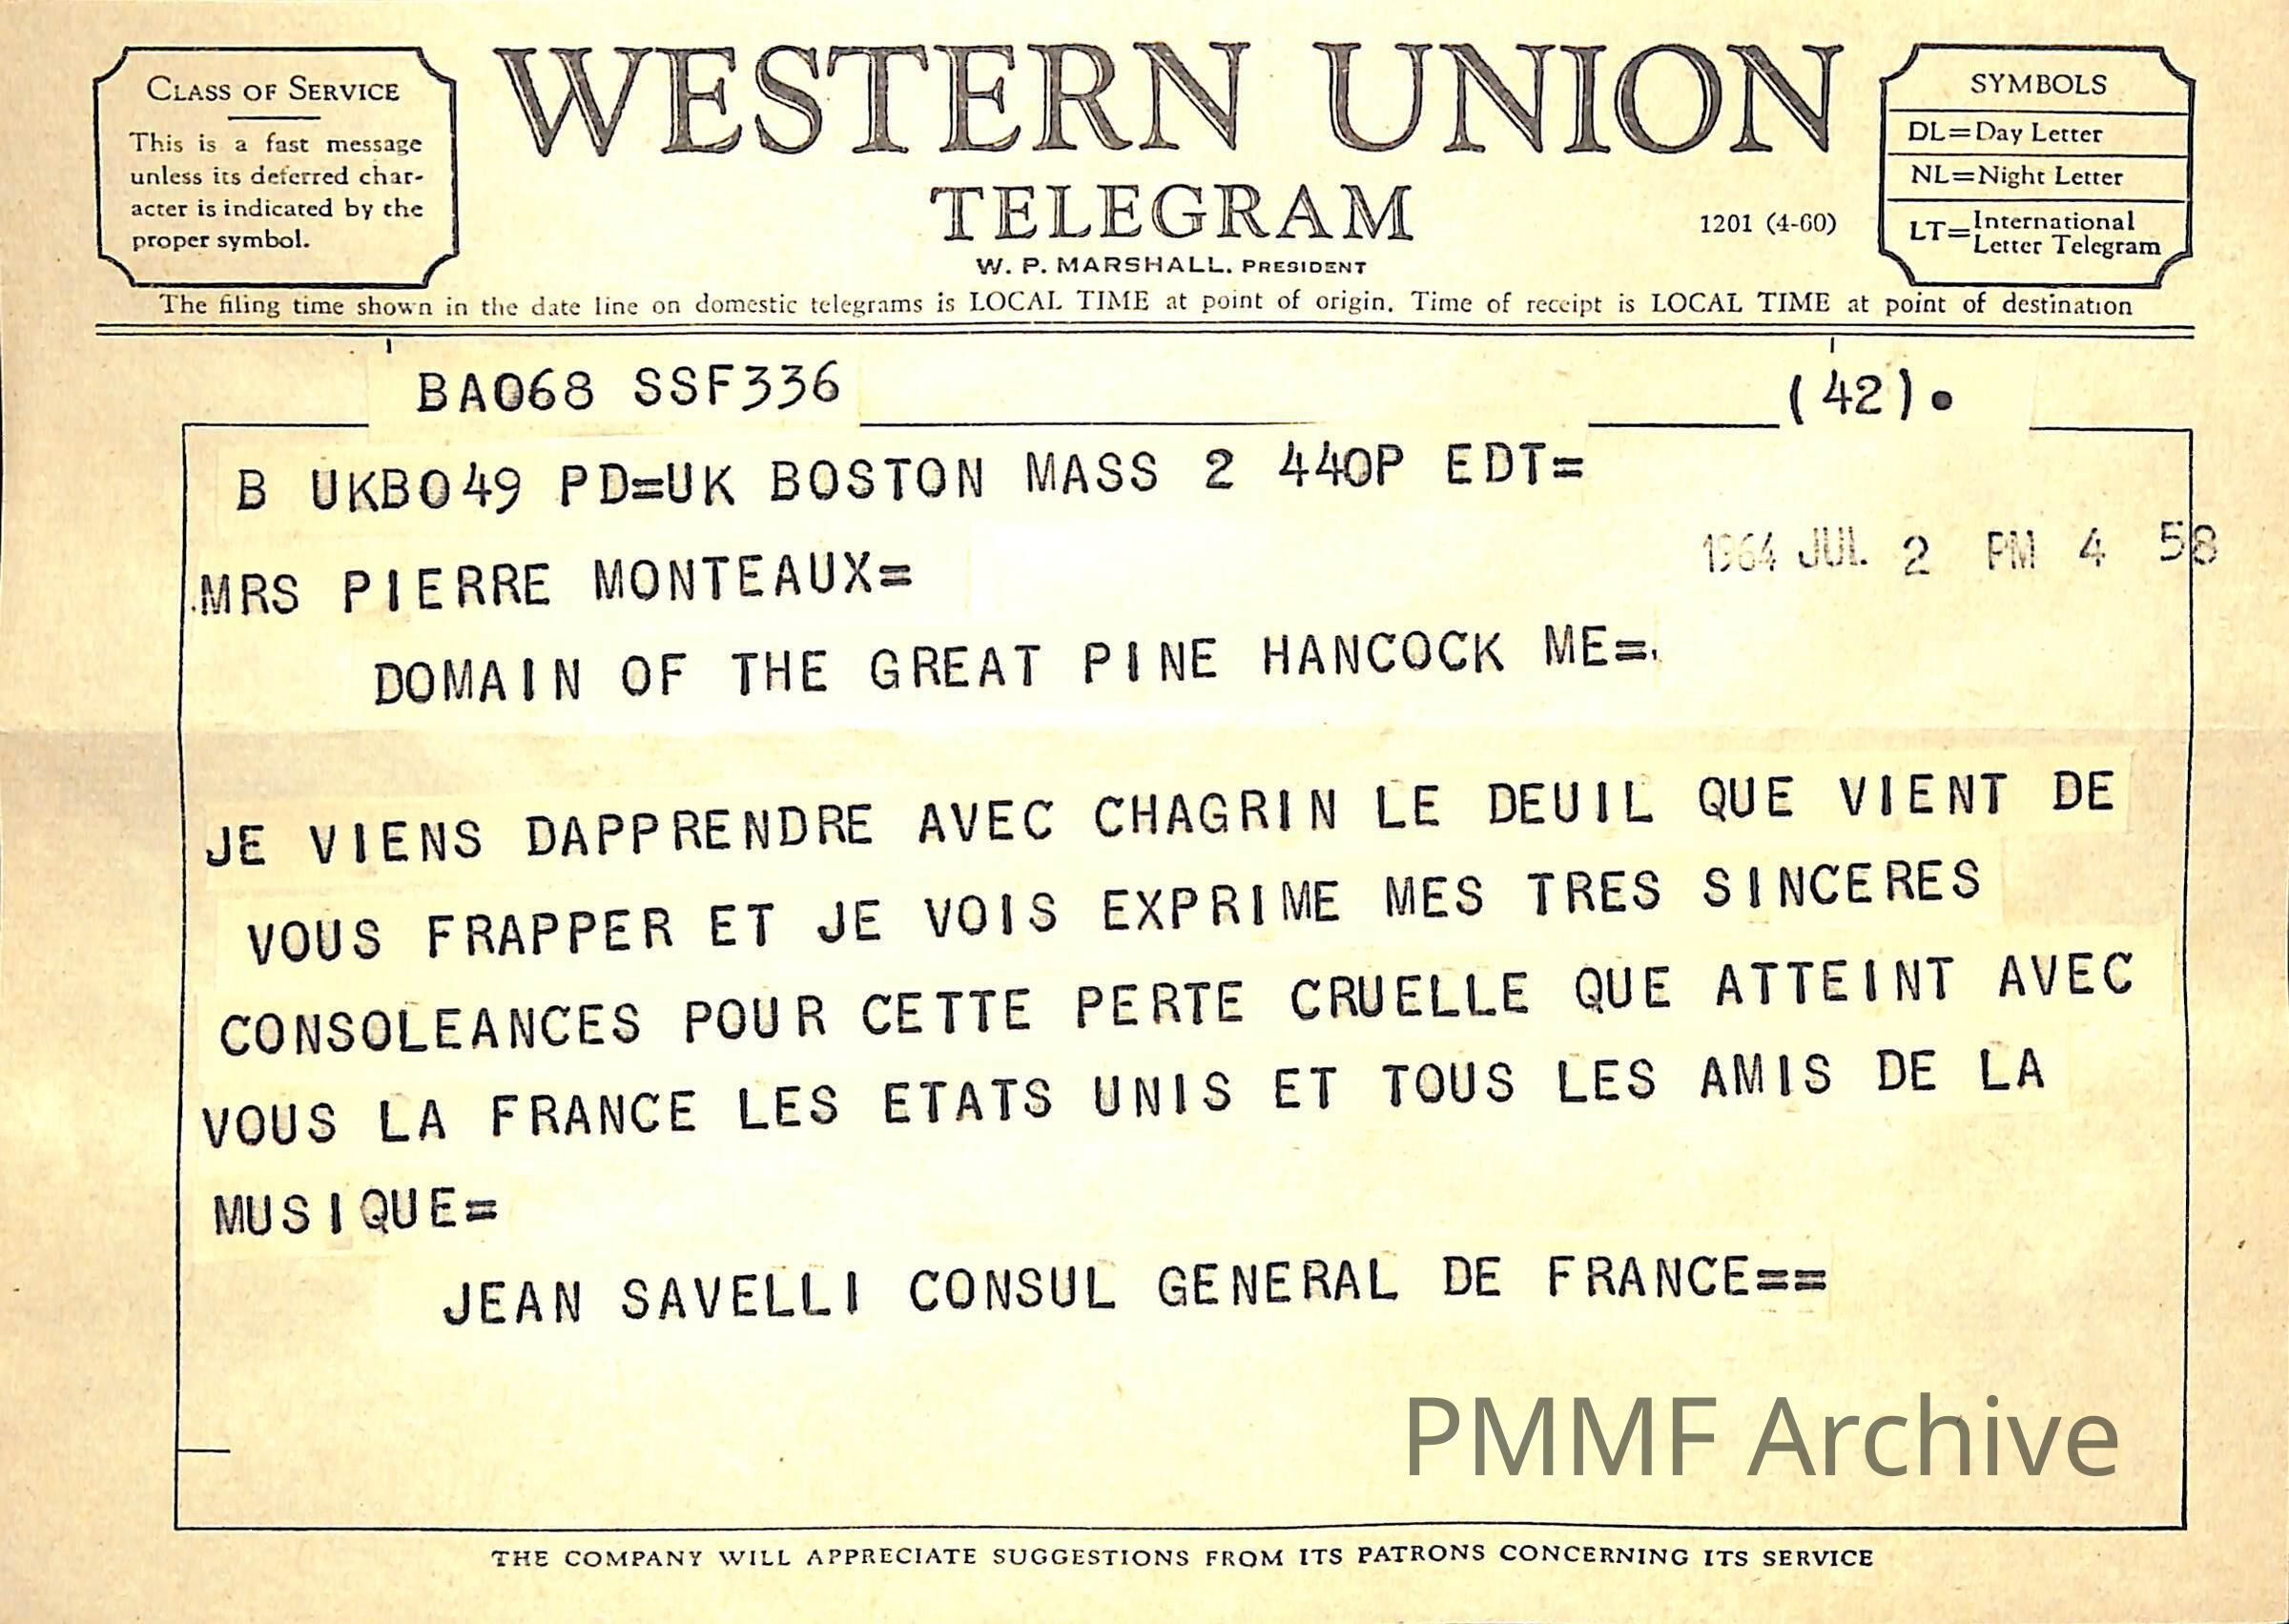 CLASS OF SERVICE
This is a fast message
unless its deferred char-
acter is indicated by the
proper symbol.
WESTERN UNION
TELEGRAM
W. P. MARSHALL, PRESIDENT
1201 (4-60)
SYMBOLS
DL=Day Letter
NL=Night Letter
LT=International
Letter Telegram
The filing time shown in the date line on domestic telegrams is LOCAL TIME at point of origin. Time of receipt is LOCAL TIME at point of destination
BA068 SSF336 (42).
B UKB049 PD=UK BOSTON MASS 2 440P EDT=
1964 JUL 2 PM 4 58
MRS PIERRE MONTEAUX=
DOMAIN OF THE GREAT PINE HANCOCK ME=
JE VIENS DAPPRENDRE AVEC CHAGRIN LE DEUIL QUE VIENT DE
VOUS FRAPPER ET JE VOIS EXPRIME MES TRES SINCERES
CONSOLEANCES POUR CETTE PERTE CRUELLE QUE ATTEINT AVEC
VOUS LA FRANCE LES ETATS UNIS ET TOUS LES AMIS DE LA
MUSIQUE=
JEAN SAVELLI CONSUL GENERAL DE FRANCE==
PMMF Archive
THE COMPANY WILL APPRECIATE SUGGESTIONS FROM ITS PATRONS CONCERNING ITS SERVICE